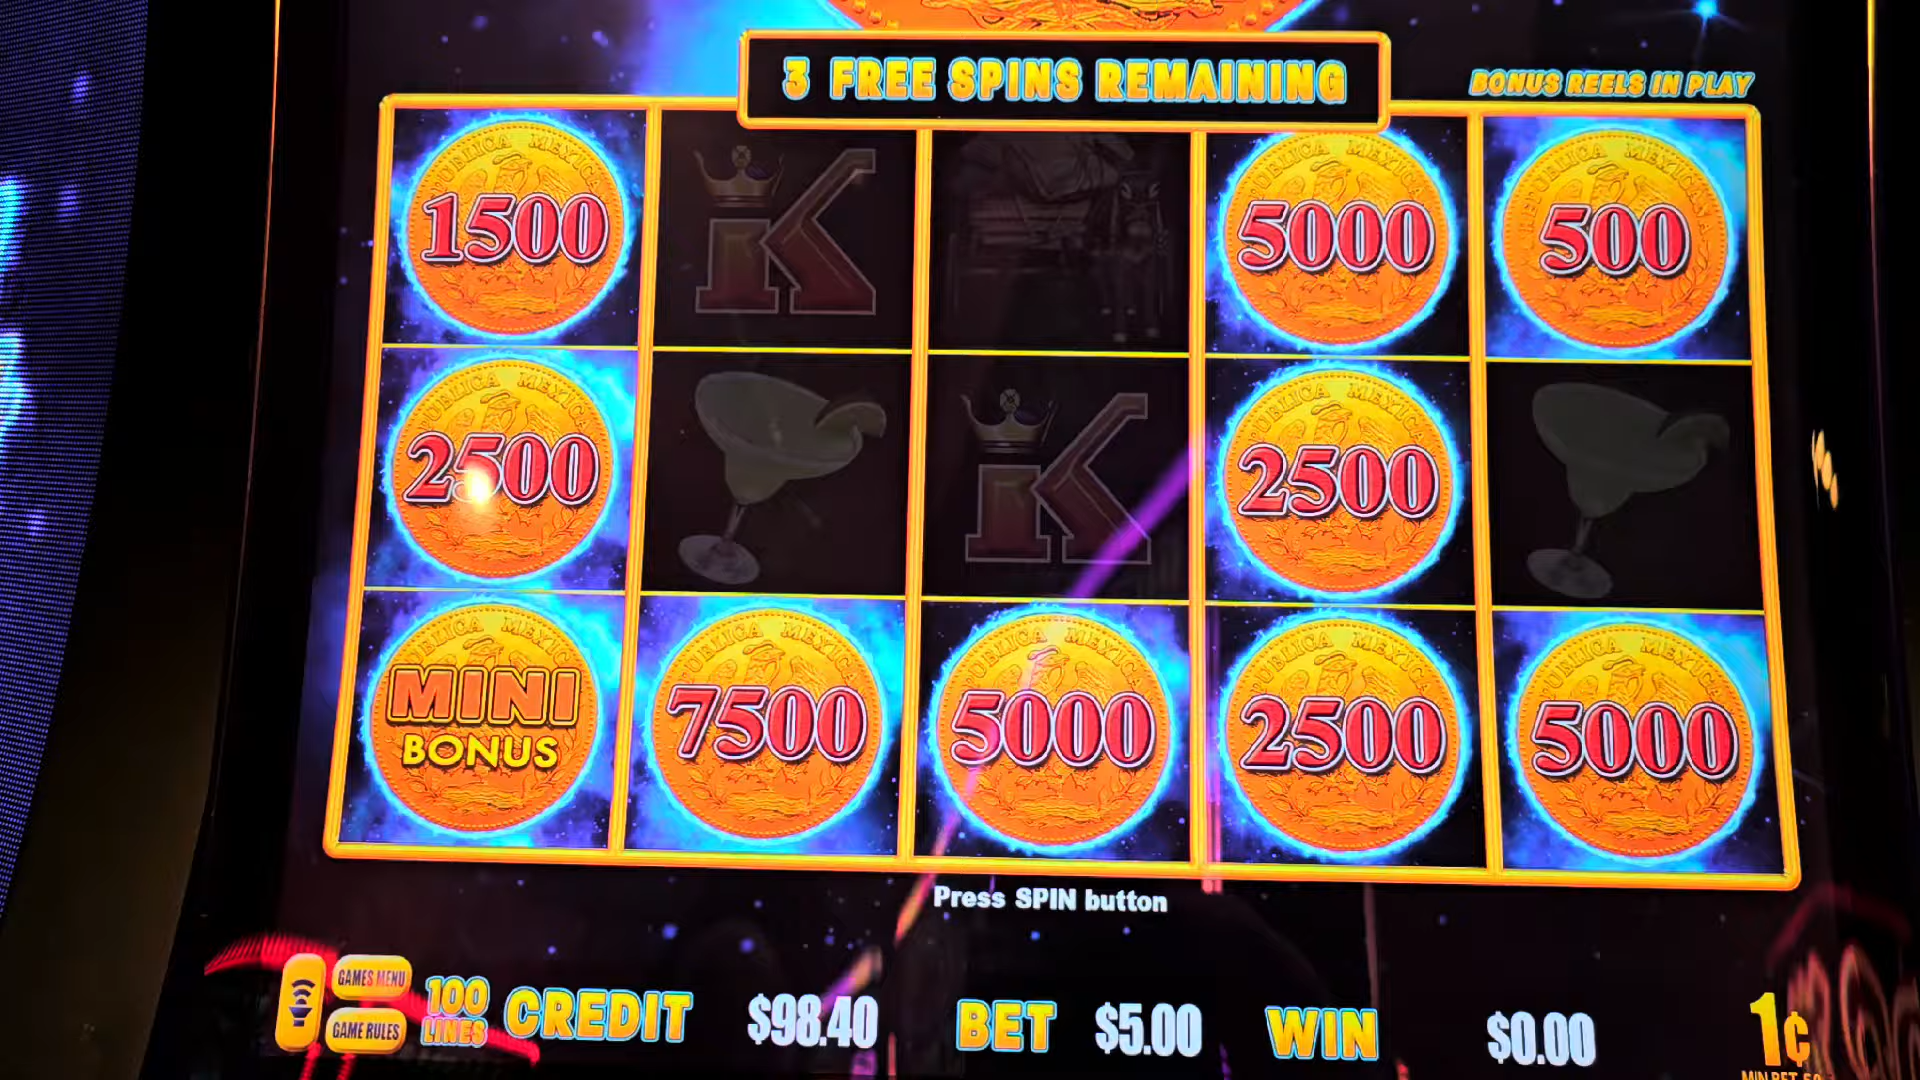 3 FREE SPINS REMAINING
BONUS REELS IN PLAY
REPUBLICA MEXICANA
1500
K
5000
500
2500
K
2500
MINI
BONUS
7500
5000
2500
5000
Press SPIN button
GAMES MENU
GAME RULES
100
LINES
CREDIT
$98.40
BET
$5.00
WIN
$0.00
1¢